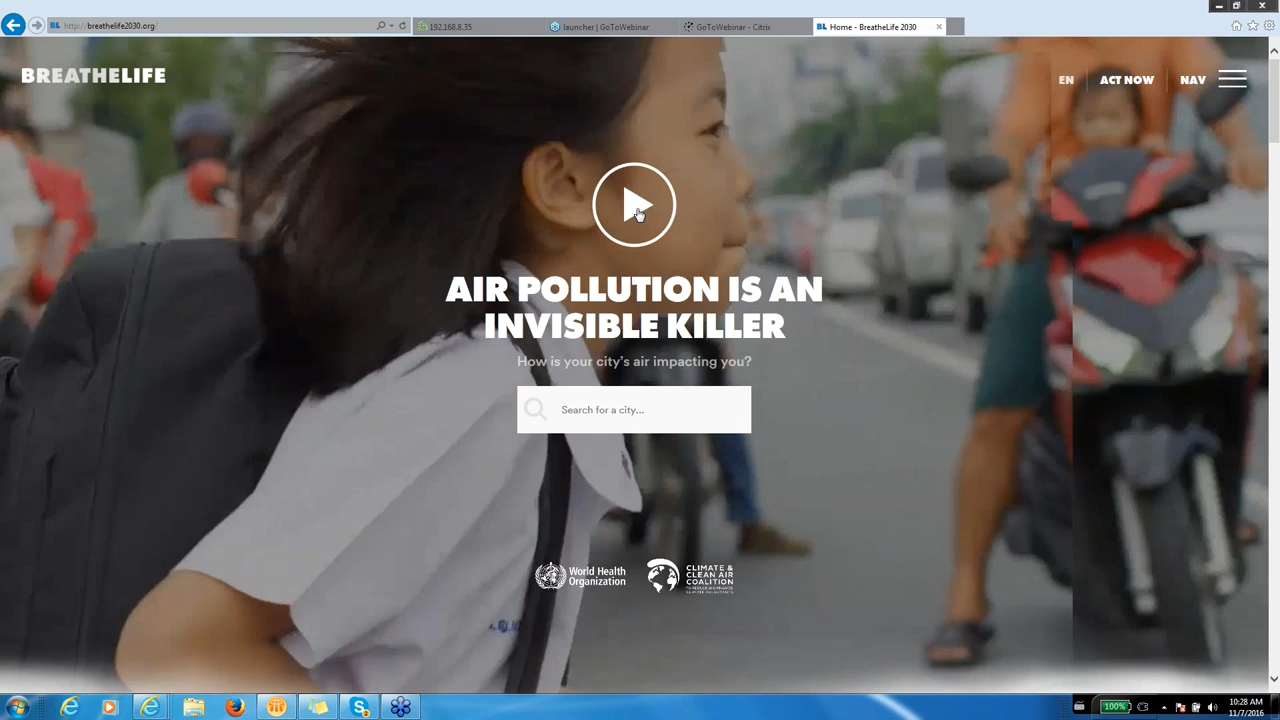 http://breathelife2030.org/
192.168.8.35
launcher | GoToWebinar
GoToWebinar - Citrix
BL Home - BreatheLife 2030
BREATHELIFE
EN
ACT NOW
NAV
AIR POLLUTION IS AN
INVISIBLE KILLER
How is your city's air impacting you?
Search for a city...
World Health
Organization
CLIMATE &
CLEAN AIR
COALITION
100%
10:28 AM
11/7/2016